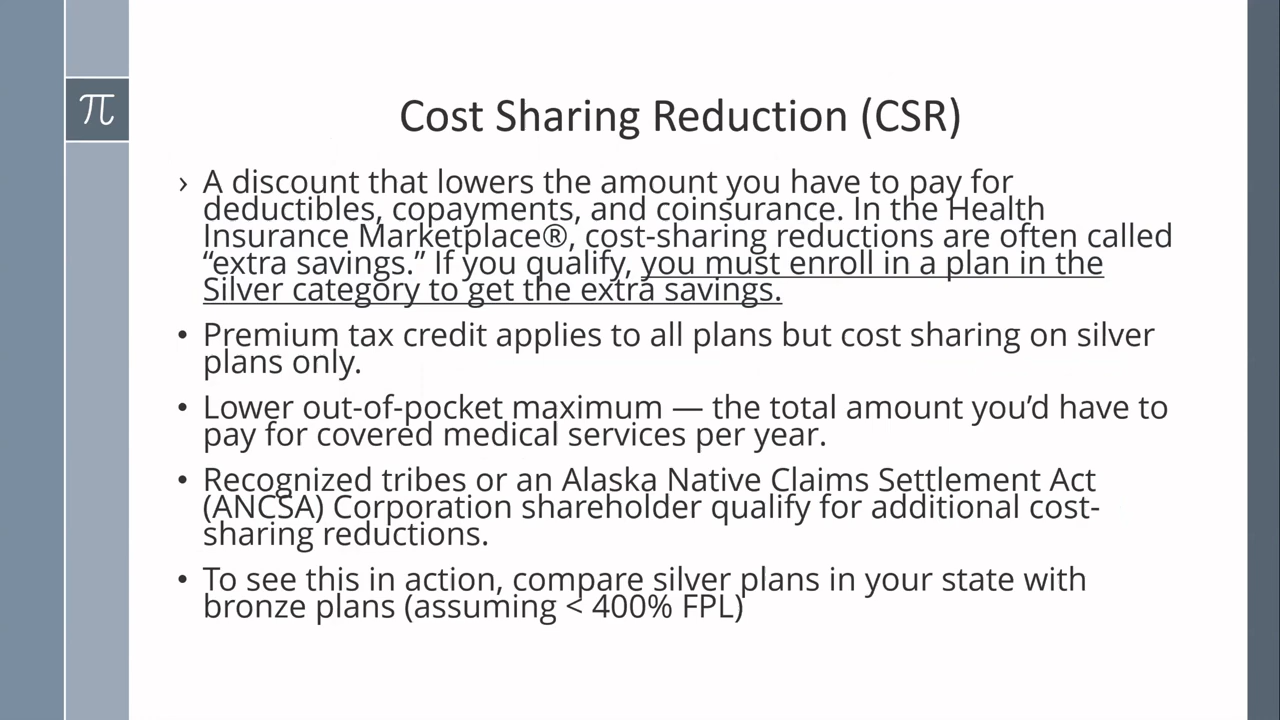 π
Cost Sharing Reduction (CSR)
› A discount that lowers the amount you have to pay for
deductibles, copayments, and coinsurance. In the Health
Insurance Marketplace®, cost-sharing reductions are often called
“extra savings.” If you qualify, you must enroll in a plan in the
Silver category to get the extra savings.
• Premium tax credit applies to all plans but cost sharing on silver
plans only.
• Lower out-of-pocket maximum — the total amount you’d have to
pay for covered medical services per year.
• Recognized tribes or an Alaska Native Claims Settlement Act
(ANCSA) Corporation shareholder qualify for additional cost-
sharing reductions.
• To see this in action, compare silver plans in your state with
bronze plans (assuming < 400% FPL)